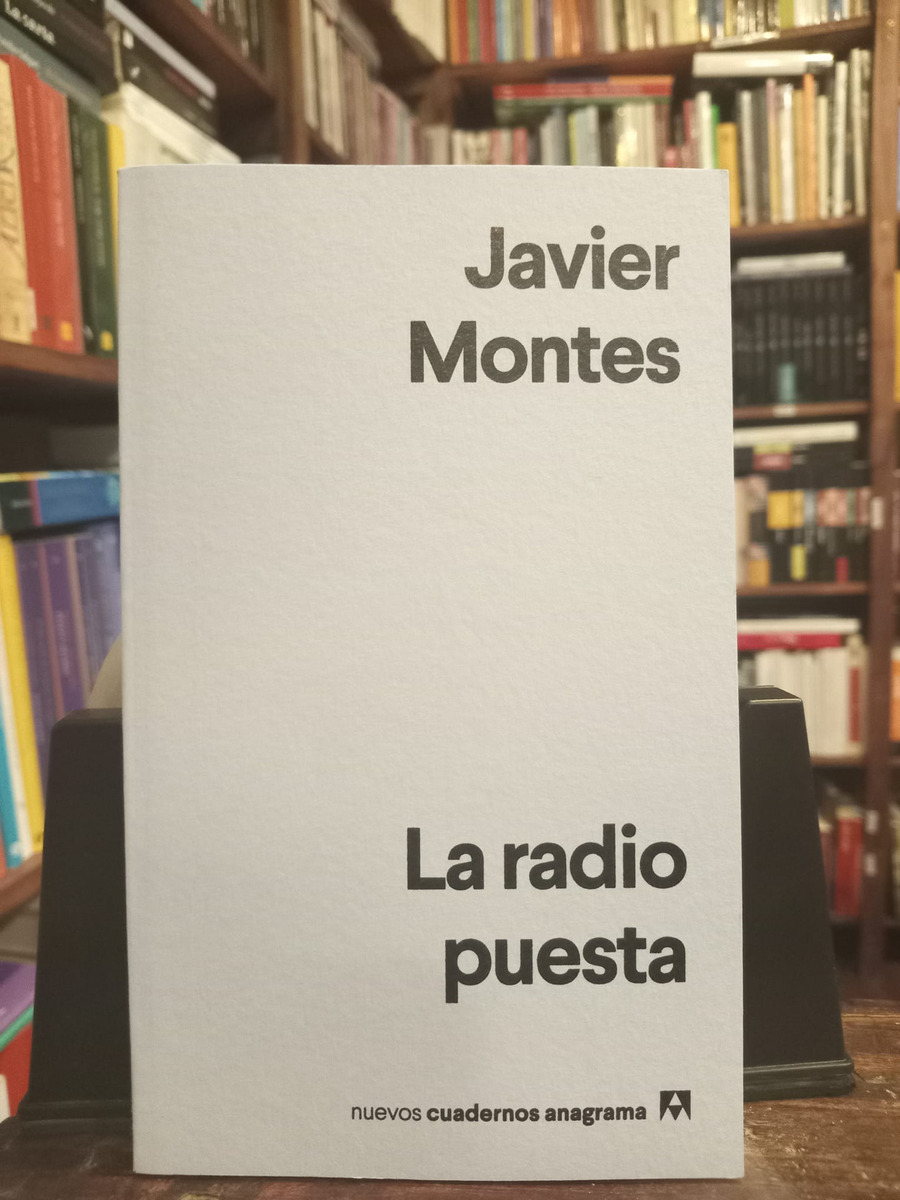 Javier
Montes
La radio
puesta
nuevos cuadernos anagrama